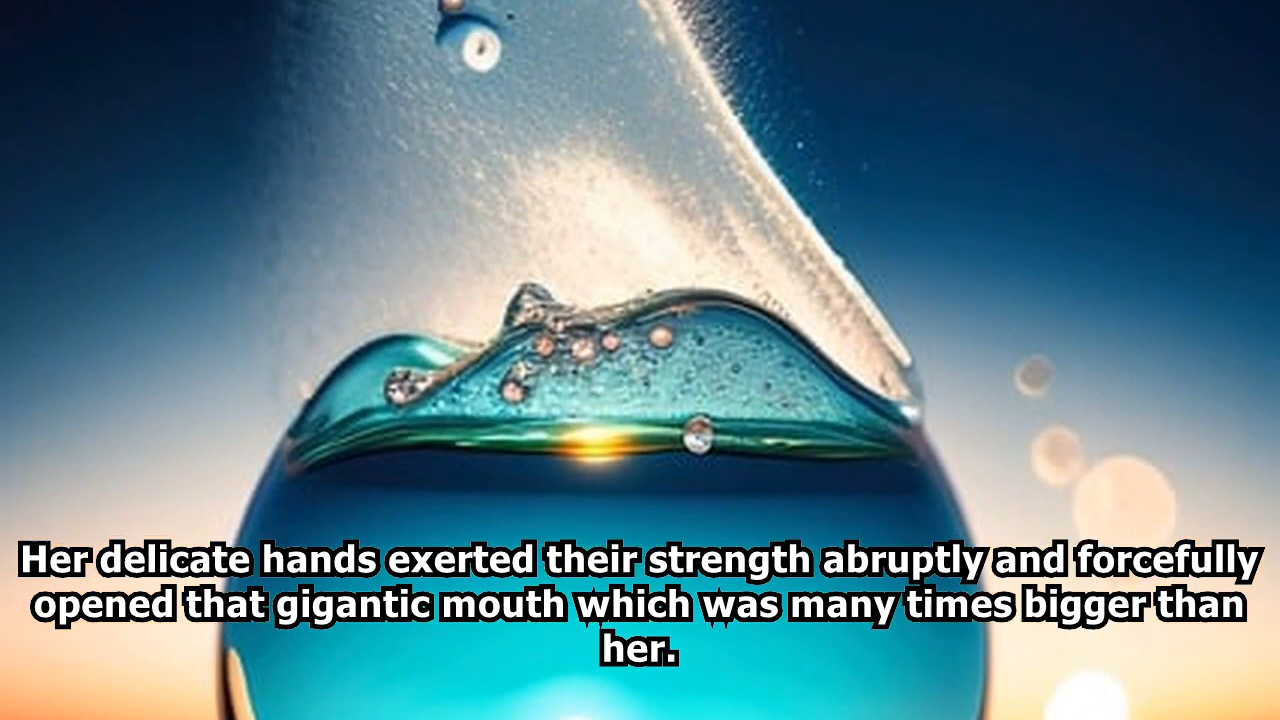 Her delicate hands exerted their strength abruptly and forcefully
opened that gigantic mouth which was many times bigger than
her.